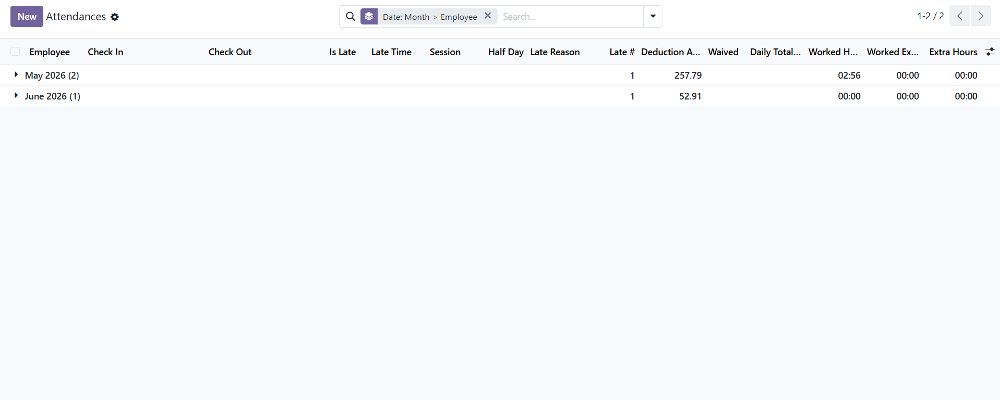 New Attendances Date: Month > Employee Search... 1-2 / 2
Employee Check In Check Out Is Late Late Time Session Half Day Late Reason Late # Deduction A... Waived Daily Total... Worked H... Worked Ex... Extra Hours
May 2026 (2) 1 257.79 02:56 00:00 00:00
June 2026 (1) 1 52.91 00:00 00:00 00:00